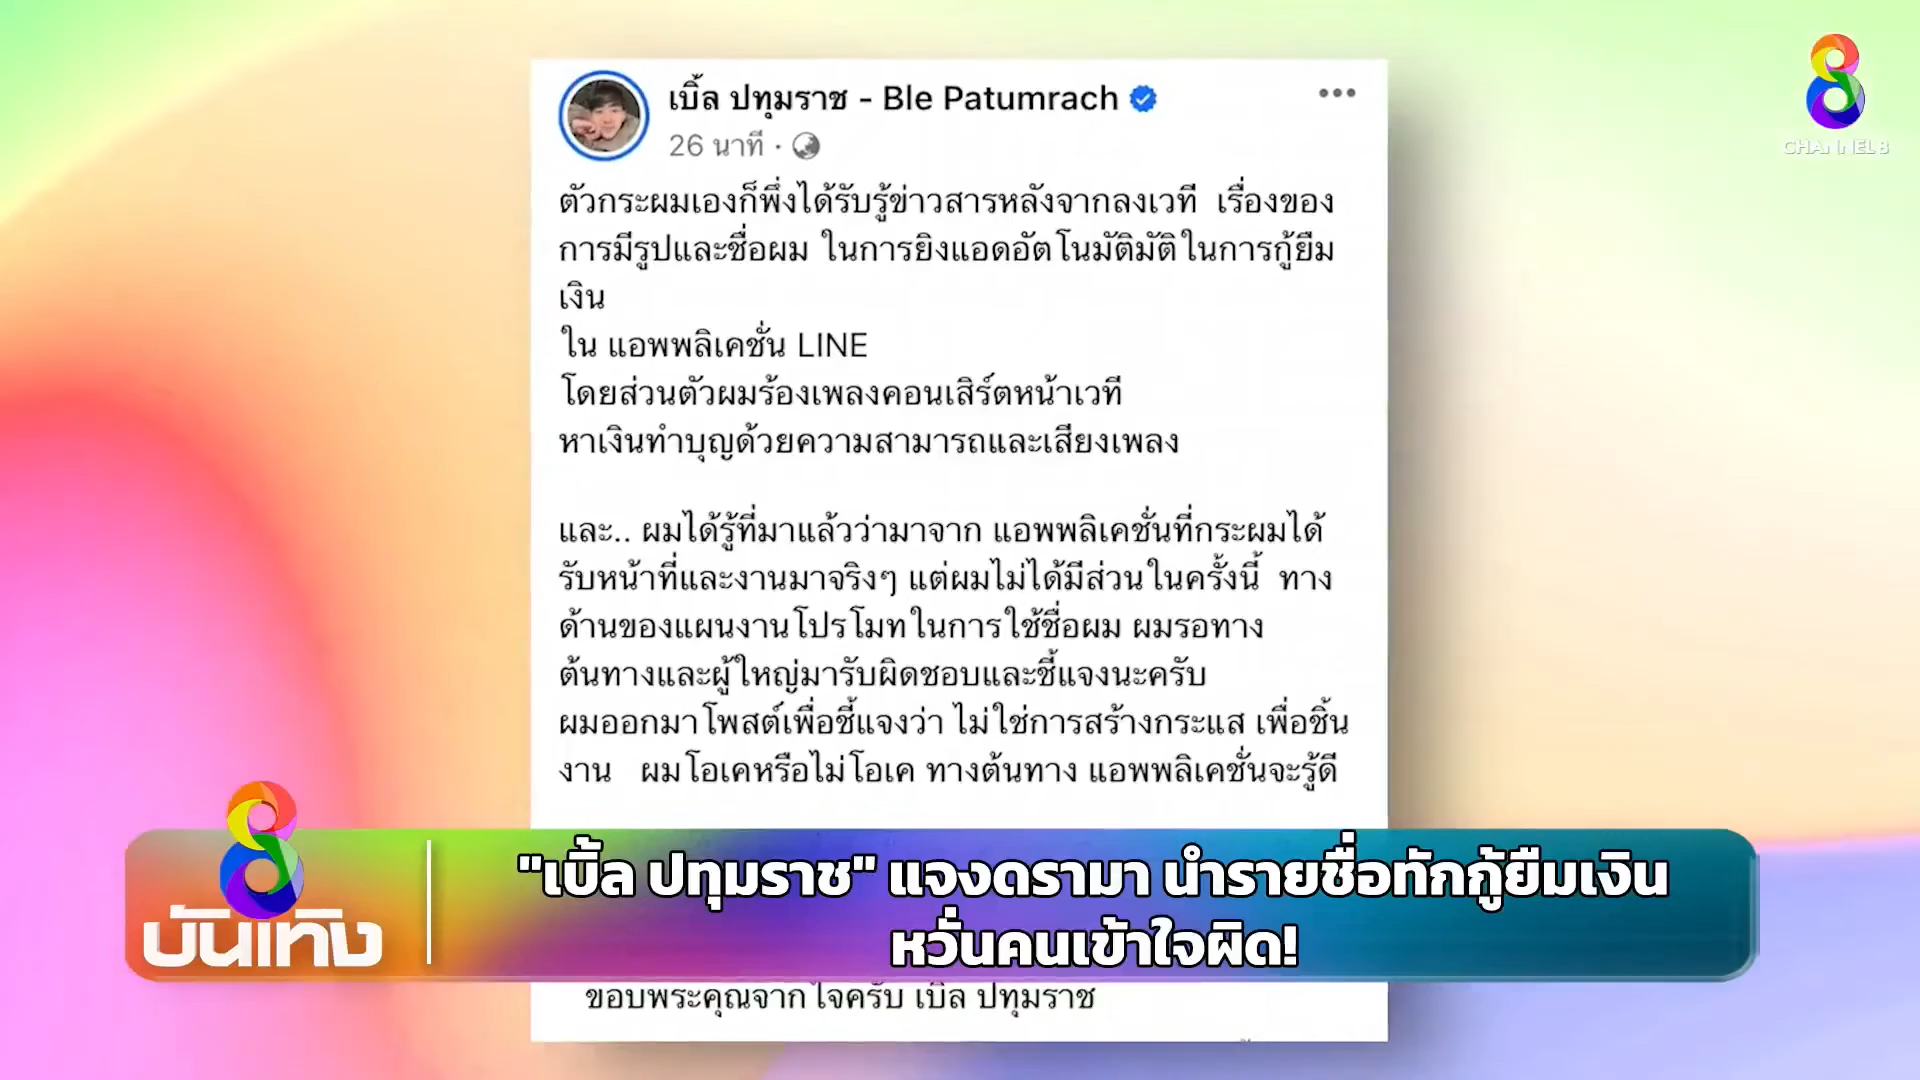 เบิ้ล ปทุมราช - Ble Patumrach
26 นาที ·
CHANNEL 8
ตัวกระผมเองก็พึ่งได้รับรู้ข่าวสารหลังจากลงเวที เรื่องของ
การมีรูปและชื่อผม ในการยิงแอดอัตโนมัติมัติในการกู้ยืม
เงิน
ใน แอพพลิเคชั่น LINE
โดยส่วนตัวผมร้องเพลงคอนเสิร์ตหน้าเวที
หาเงินทำบุญด้วยความสามารถและเสียงเพลง
และ.. ผมได้รู้ที่มาแล้วว่ามาจาก แอพพลิเคชั่นที่กระผมได้
รับหน้าที่และงานมาจริงๆ แต่ผมไม่ได้มีส่วนในครั้งนี้ ทาง
ด้านของแผนงานโปรโมทในการใช้ชื่อผม ผมรอทาง
ต้นทางและผู้ใหญ่มารับผิดชอบและชี้แจงนะครับ
ผมออกมาโพสต์เพื่อชี้แจงว่า ไม่ใช่การสร้างกระแส เพื่อชิ้น
งาน ผมโอเคหรือไม่โอเค ทางต้นทาง แอพพลิเคชั่นจะรู้ดี
8 บันเทิง
"เบิ้ล ปทุมราช" แจงดรามา นำรายชื่อทักกู้ยืมเงิน
หวั่นคนเข้าใจผิด!
ขอบพระคุณจากใจครับ เบิ้ล ปทุมราช